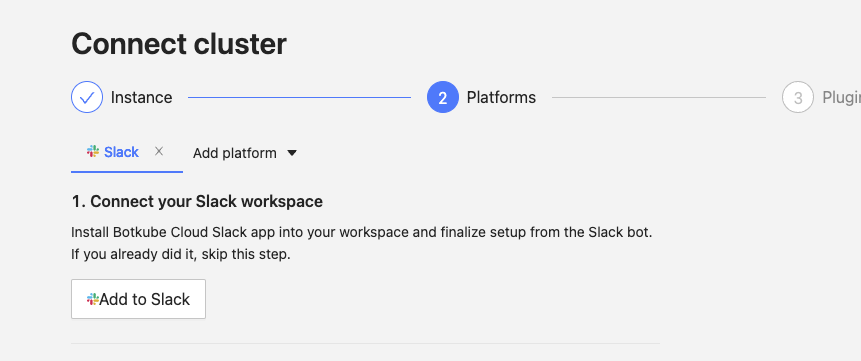 Connect cluster
Instance
2 Platforms
3
Slack
Add platform
1. Connect your Slack workspace
Install Botkube Cloud Slack app into your workspace and finalize setup from the Slack bot.
If you already did it, skip this step.
Add to Slack